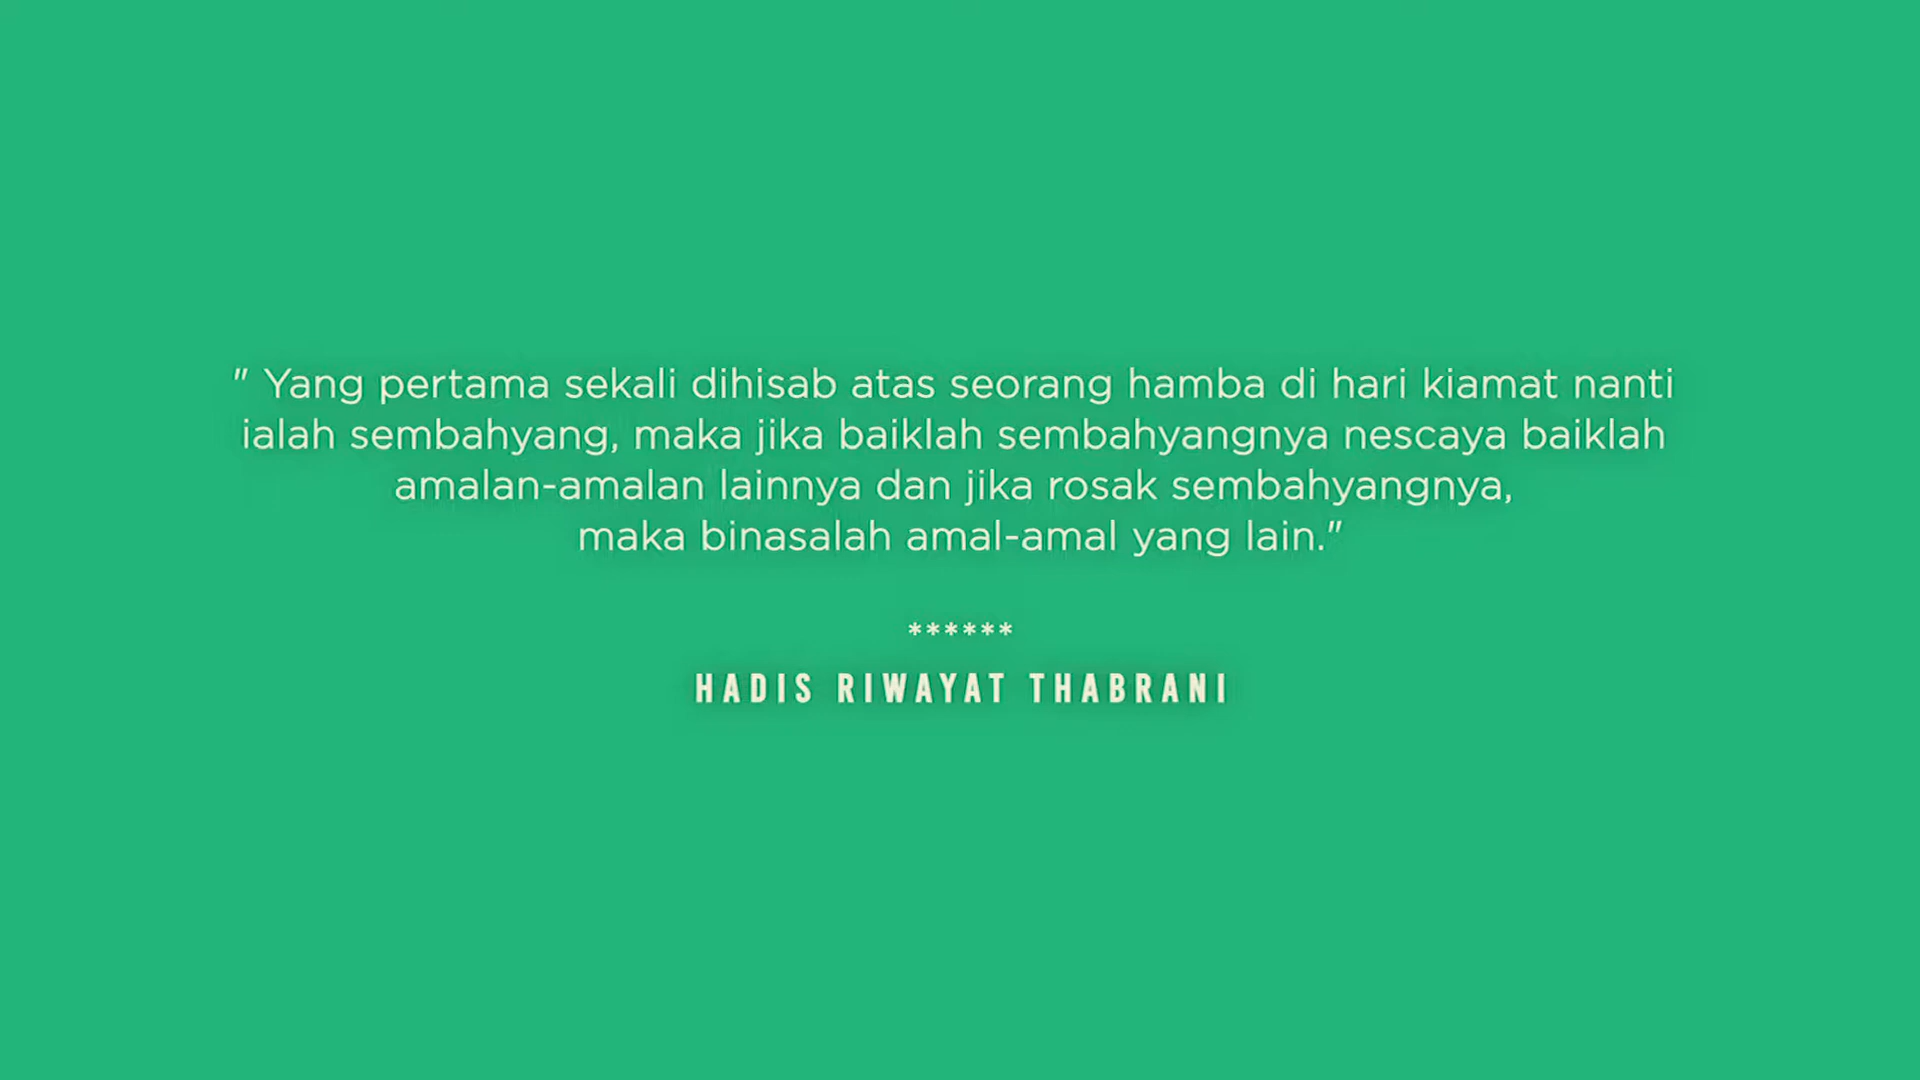 " Yang pertama sekali dihisab atas seorang hamba di hari kiamat nanti
ialah sembahyang, maka jika baiklah sembahyangnya nescaya baiklah
amalan-amalan lainnya dan jika rosak sembahyangnya,
maka binasalah amal-amal yang lain."
******
HADIS RIWAYAT THABRANI